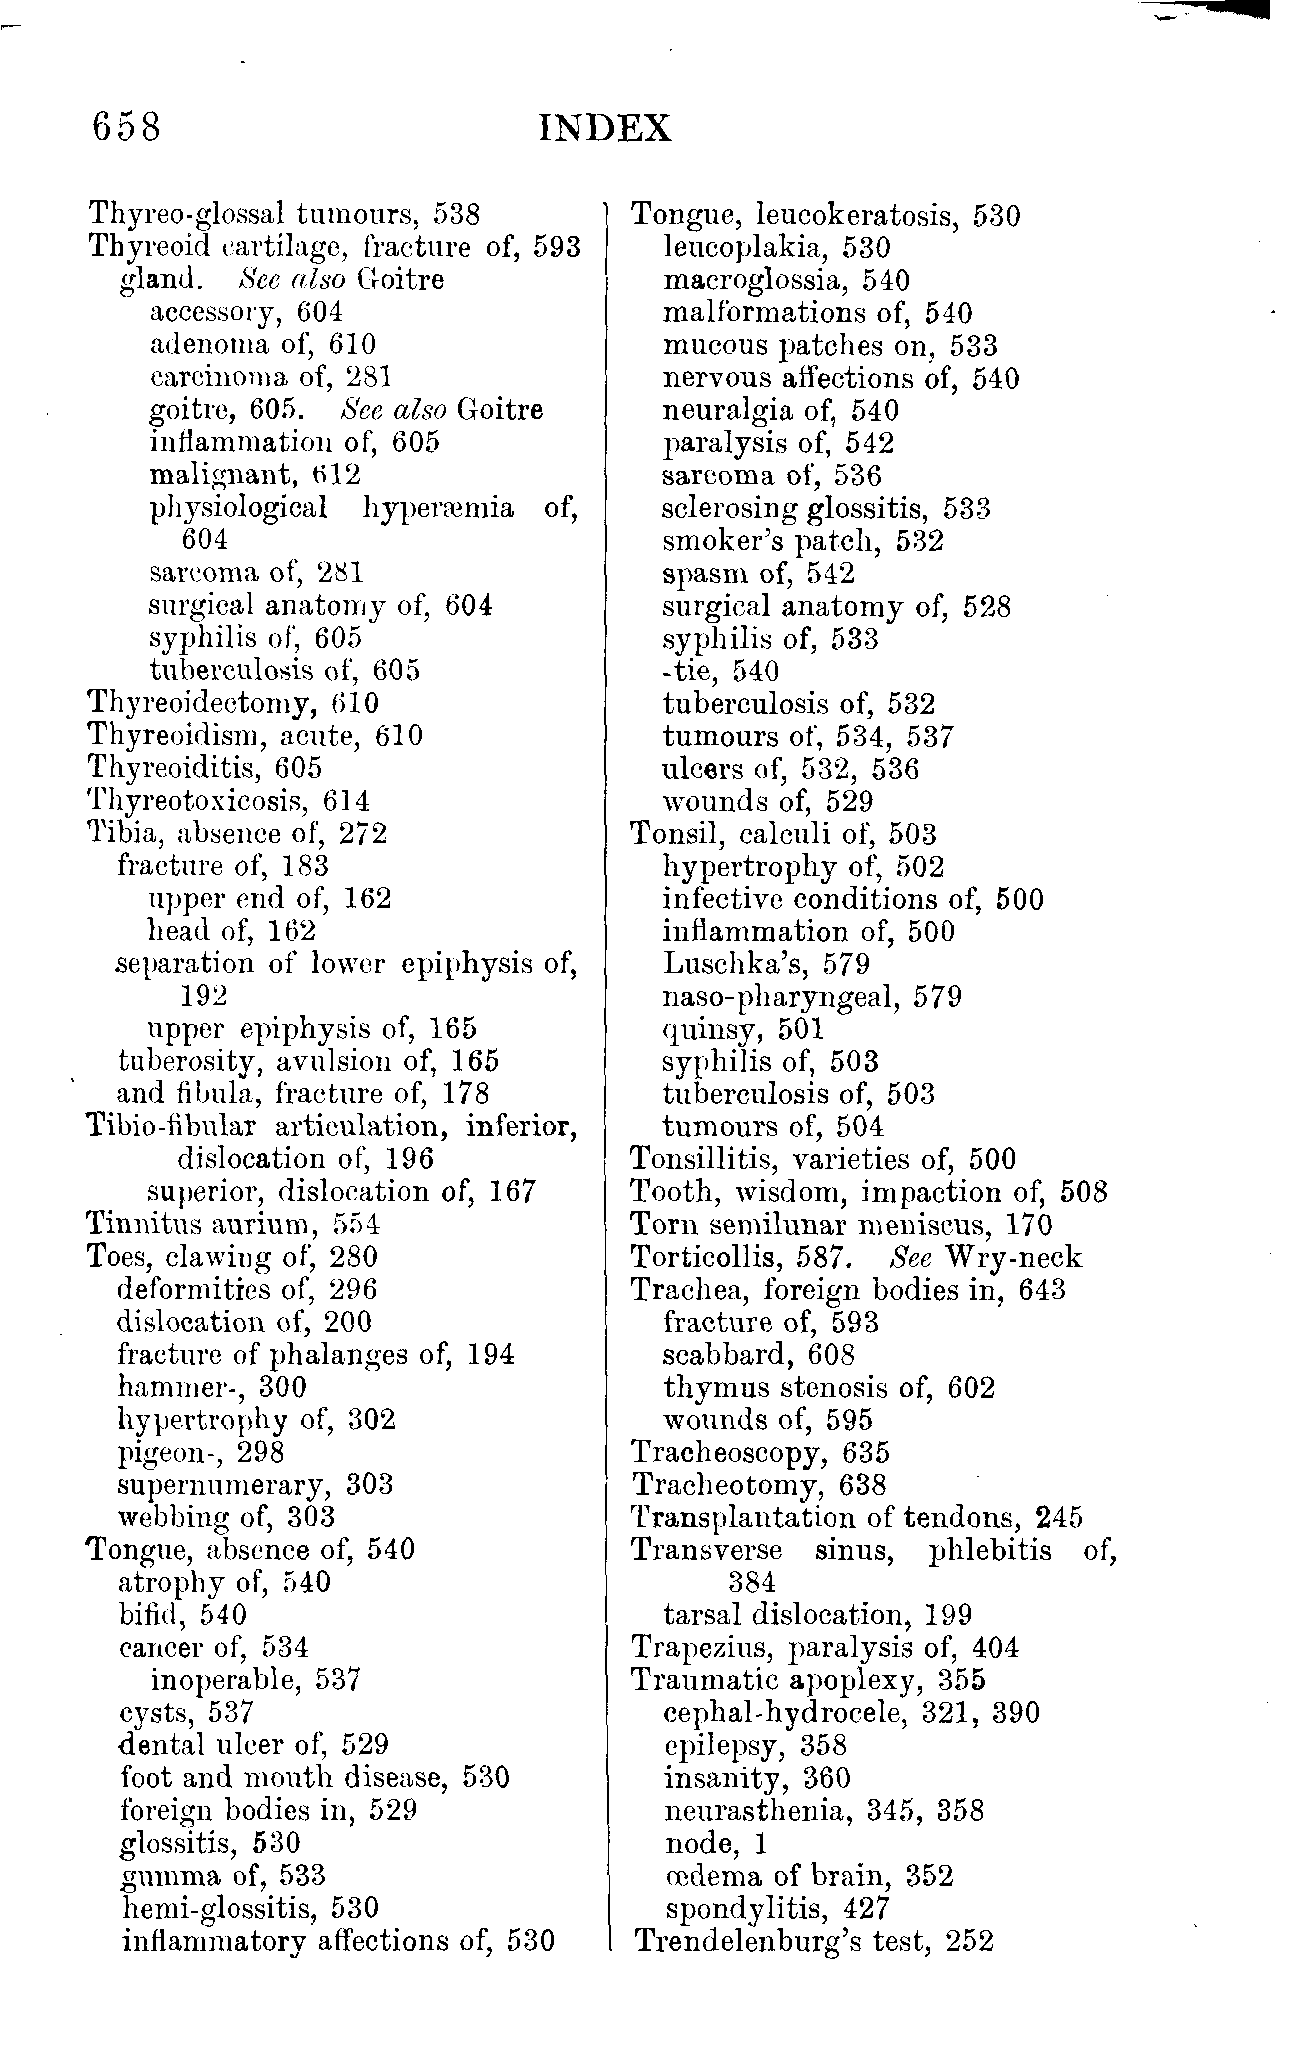 658 INDEX
Thyreo-glossal tumours, 538
Thyreoid cartilage, fracture of, 593
gland. See also Goitre
accessory, 604
adenoma of, 610
carcinoma of, 281
goitre, 605. See also Goitre
inflammation of, 605
malignant, 612
physiological hyperæmia of,
604
sarcoma of, 281
surgical anatomy of, 604
syphilis of, 605
tuberculosis of, 605
Thyreoidectomy, 610
Thyreoidism, acute, 610
Thyreoiditis, 605
Thyreotoxicosis, 614
Tibia, absence of, 272
fracture of, 183
upper end of, 162
head of, 162
separation of lower epiphysis of,
192
upper epiphysis of, 165
tuberosity, avulsion of, 165
and fibula, fracture of, 178
Tibio-fibular articulation, inferior,
dislocation of, 196
superior, dislocation of, 167
Tinnitus aurium, 554
Toes, clawing of, 280
deformities of, 296
dislocation of, 200
fracture of phalanges of, 194
hammer-, 300
hypertrophy of, 302
pigeon-, 298
supernumerary, 303
webbing of, 303
Tongue, absence of, 540
atrophy of, 540
bifid, 540
cancer of, 534
inoperable, 537
cysts, 537
dental ulcer of, 529
foot and mouth disease, 530
foreign bodies in, 529
glossitis, 530
gumma of, 533
hemi-glossitis, 530
inflammatory affections of, 530
Tongue, leucokeratosis, 530
leucoplakia, 530
macroglossia, 540
malformations of, 540
mucous patches on, 533
nervous affections of, 540
neuralgia of, 540
paralysis of, 542
sarcoma of, 536
sclerosing glossitis, 533
smoker's patch, 532
spasm of, 542
surgical anatomy of, 528
syphilis of, 533
-tie, 540
tuberculosis of, 532
tumours of, 534, 537
ulcers of, 532, 536
wounds of, 529
Tonsil, calculi of, 503
hypertrophy of, 502
infective conditions of, 500
inflammation of, 500
Luschka's, 579
naso-pharyngeal, 579
quinsy, 501
syphilis of, 503
tuberculosis of, 503
tumours of, 504
Tonsillitis, varieties of, 500
Tooth, wisdom, impaction of, 508
Torn semilunar meniscus, 170
Torticollis, 587. See Wry-neck
Trachea, foreign bodies in, 643
fracture of, 593
scabbard, 608
thymus stenosis of, 602
wounds of, 595
Tracheoscopy, 635
Tracheotomy, 638
Transplantation of tendons, 245
Transverse sinus, phlebitis of,
384
tarsal dislocation, 199
Trapezius, paralysis of, 404
Traumatic apoplexy, 355
cephal-hydrocele, 321, 390
epilepsy, 358
insanity, 360
neurasthenia, 345, 358
node, 1
œdema of brain, 352
spondylitis, 427
Trendelenburg's test, 252